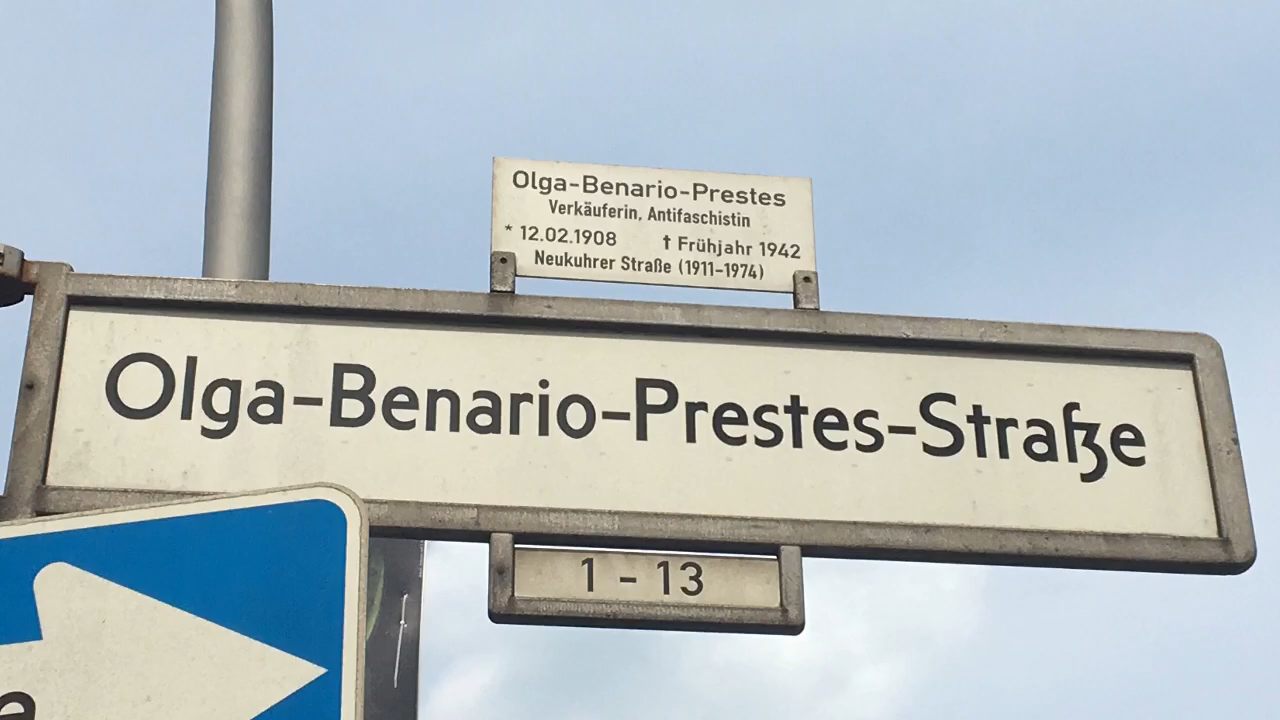 Olga-Benario-Prestes
Verkäuferin, Antifaschistin
* 12.02.1908 † Frühjahr 1942
Neukuhrer Straße (1911-1974)
Olga-Benario-Prestes-Straße
1 - 13